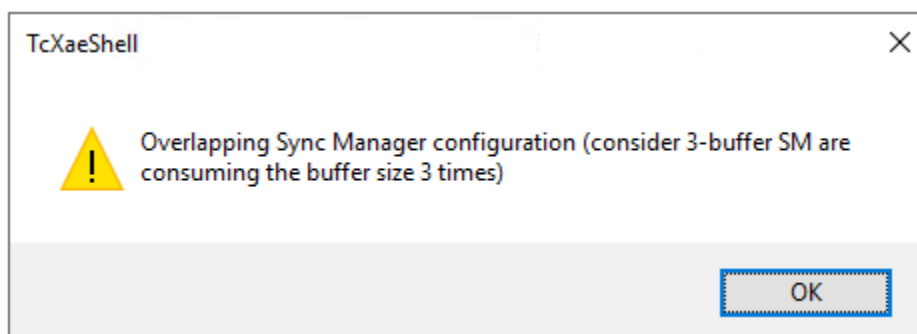 TcXaeShell
Overlapping Sync Manager configuration (consider 3-buffer SM are
consuming the buffer size 3 times)
OK